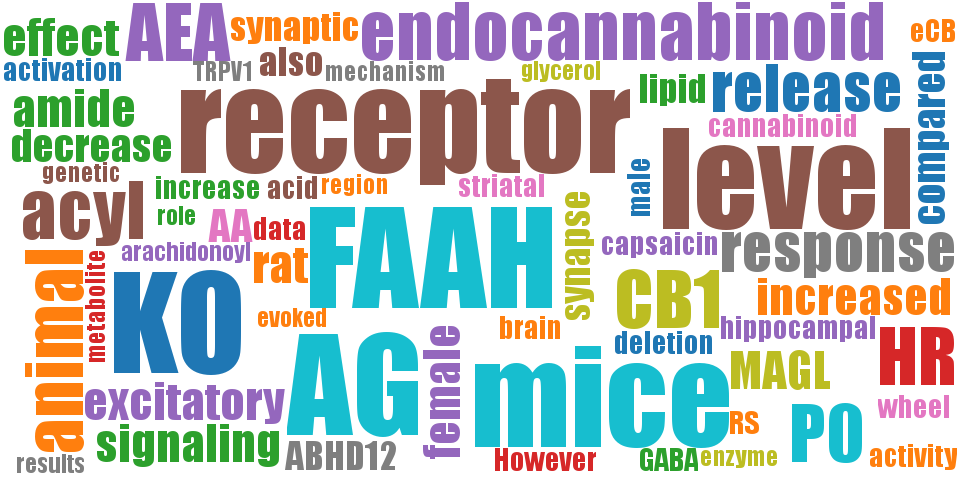 effect
AEA
synaptic
endocannabinoid
eCB
activation
TRPV1
also
mechanism
glycerol
lipid
release
compared
amide
receptor
cannabinoid
decrease
level
genetic
increase
acid
region
striatal
male
acyl
role
AA
data
FAAH
synapse
capsaicin
response
arachidonoyl
rat
animal
metabolite
KO
CB1
increased
evoked
brain
deletion
hippocampal
HR
AG
female
mice
MAGL
excitatory
wheel
signaling
RS
PO
results
ABHD12
However
GABA
enzyme
activity